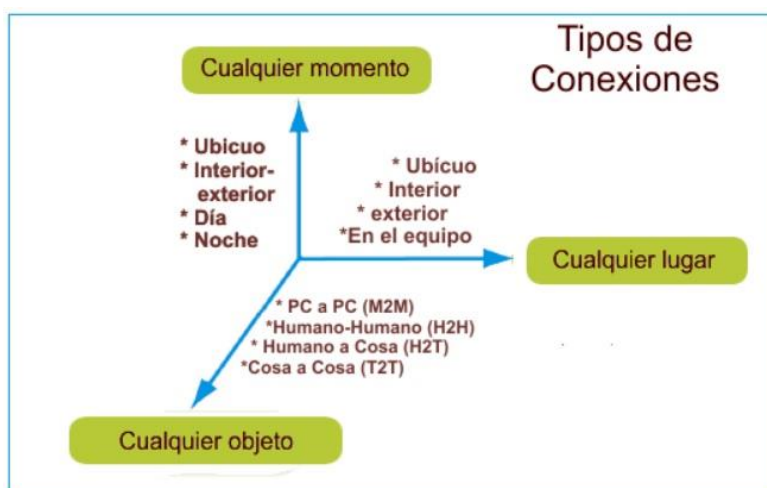 Tipos de
Conexiones
Cualquier momento
* Ubicuo
* Interior-
exterior
* Día
* Noche
* Ubícuo
* Interior
* exterior
*En el equipo
Cualquier lugar
* PC a PC (M2M)
*Humano-Humano (H2H)
* Humano a Cosa (H2T)
*Cosa a Cosa (T2T)
Cualquier objeto